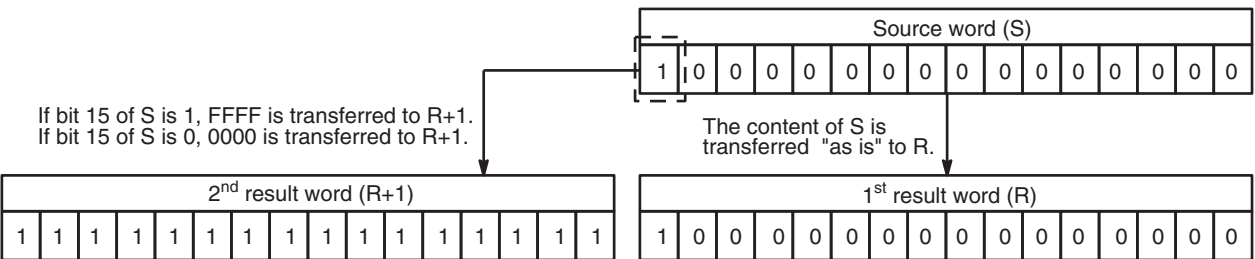 Source word (S)
1 0 0 0 0 0 0 0 0 0 0 0 0 0 0 0
If bit 15 of S is 1, FFFF is transferred to R+1.
If bit 15 of S is 0, 0000 is transferred to R+1.
The content of S is
transferred "as is" to R.
2nd result word (R+1)
1 1 1 1 1 1 1 1 1 1 1 1 1 1 1 1
1st result word (R)
1 0 0 0 0 0 0 0 0 0 0 0 0 0 0 0